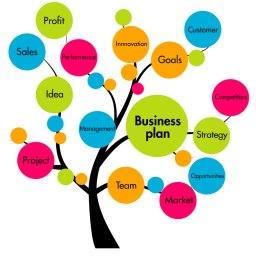 Profit
Customer
Innovation
Sales
Performance
Goals
Idea
Competitors
Business
plan
Management
Strategy
Project
Opportunities
Team
Market